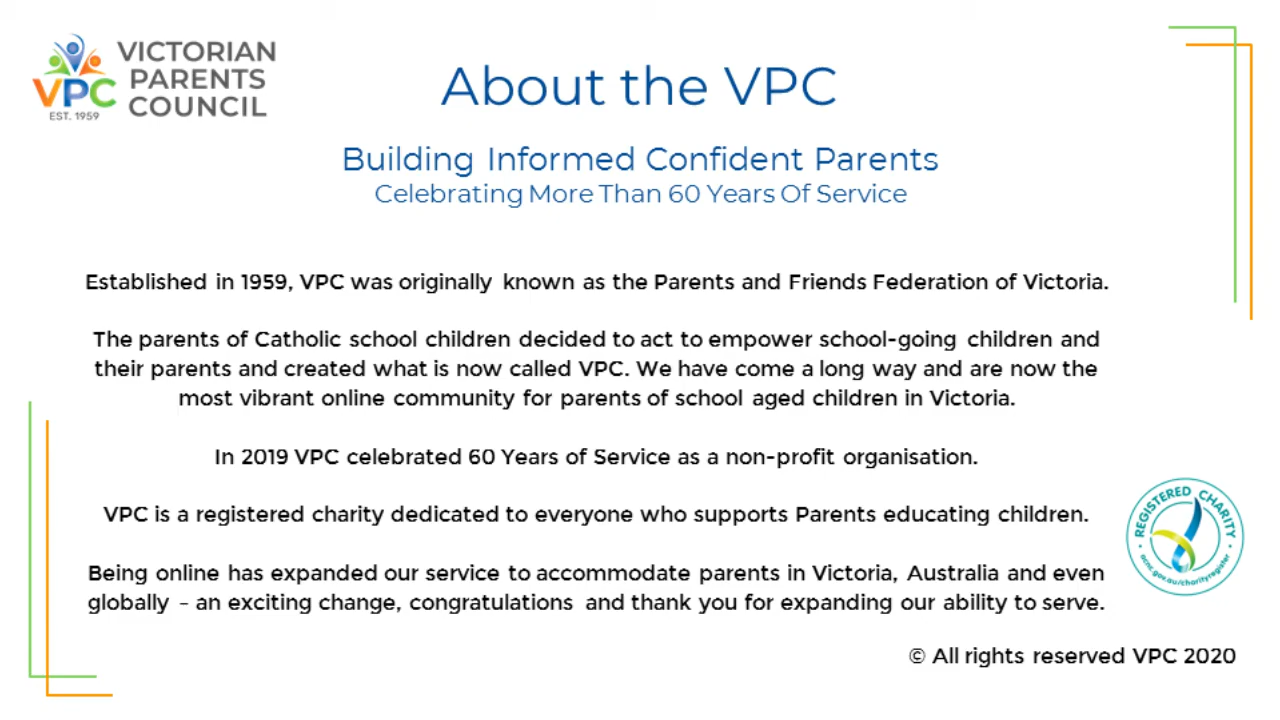 VICTORIAN
PARENTS
COUNCIL
VPC
EST. 1959
About the VPC
Building Informed Confident Parents
Celebrating More Than 60 Years Of Service
Established in 1959, VPC was originally known as the Parents and Friends Federation of Victoria.
The parents of Catholic school children decided to act to empower school-going children and
their parents and created what is now called VPC. We have come a long way and are now the
most vibrant online community for parents of school aged children in Victoria.
In 2019 VPC celebrated 60 Years of Service as a non-profit organisation.
VPC is a registered charity dedicated to everyone who supports Parents educating children.
REGISTERED CHARITY
acnc.gov.au/charityregister
Being online has expanded our service to accommodate parents in Victoria, Australia and even
globally – an exciting change, congratulations and thank you for expanding our ability to serve.
© All rights reserved VPC 2020